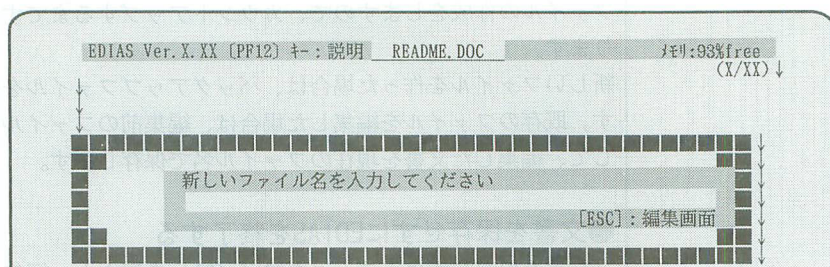 EDIAS Ver.X.XX (PF12) キー：説明 README.DOC ﾒﾓﾘ:93%free
(X/XX)↓
新しいファイル名を入力してください
[ESC]：編集画面